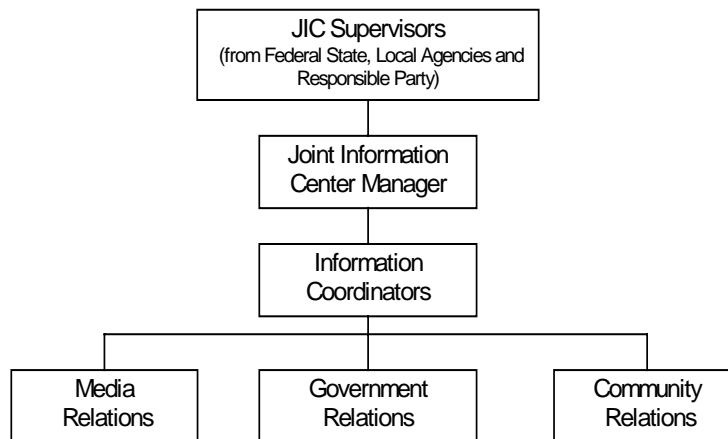 JIC Supervisors
(from Federal State, Local Agencies and
Responsible Party)
Joint Information
Center Manager
Information
Coordinators
Media
Relations
Government
Relations
Community
Relations